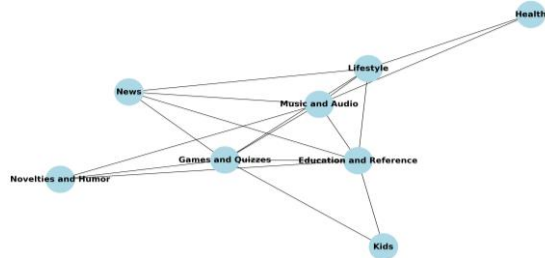 Health
Lifestyle
News
Music and Audio
Games and Quizzes
Education and Reference
Novelties and Humor
Kids